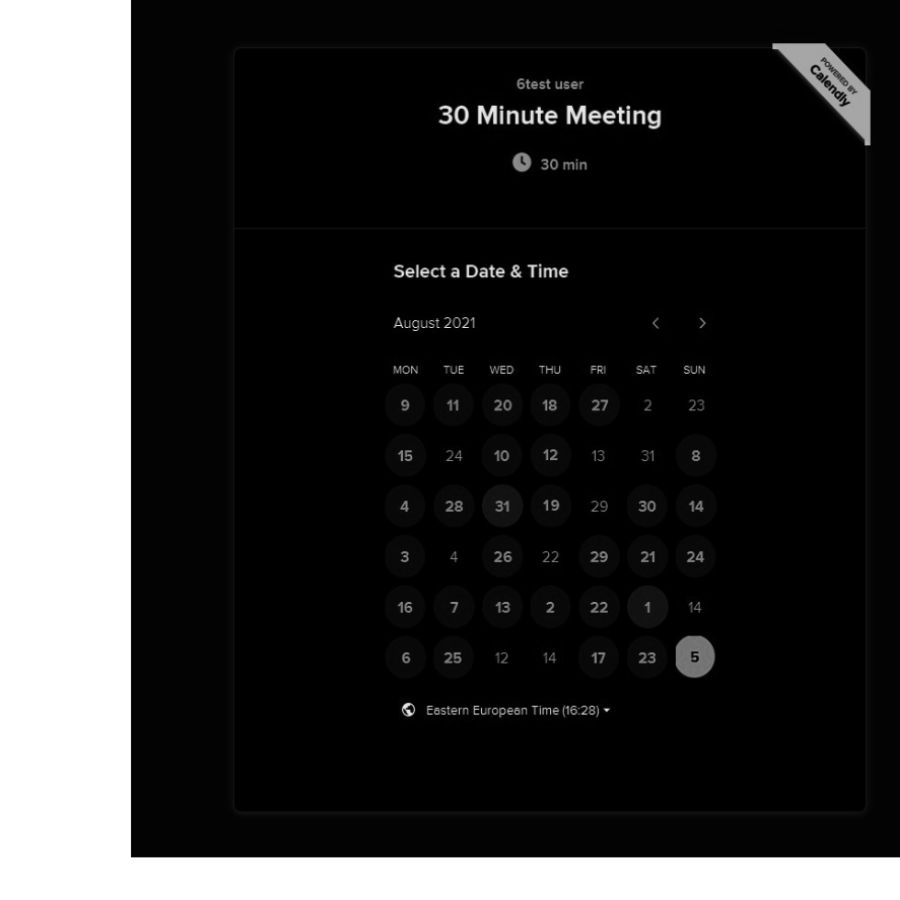 POWERED BY
Calendly
6test user
30 Minute Meeting
30 min
Select a Date & Time
August 2021
MON TUE WED THU FRI SAT SUN
9 11 20 18 27 2 23
15 24 10 12 13 31 8
4 28 31 19 29 30 14
3 4 26 22 29 21 24
16 7 13 2 22 1 14
6 25 12 14 17 23 5
Eastern European Time (16:28)